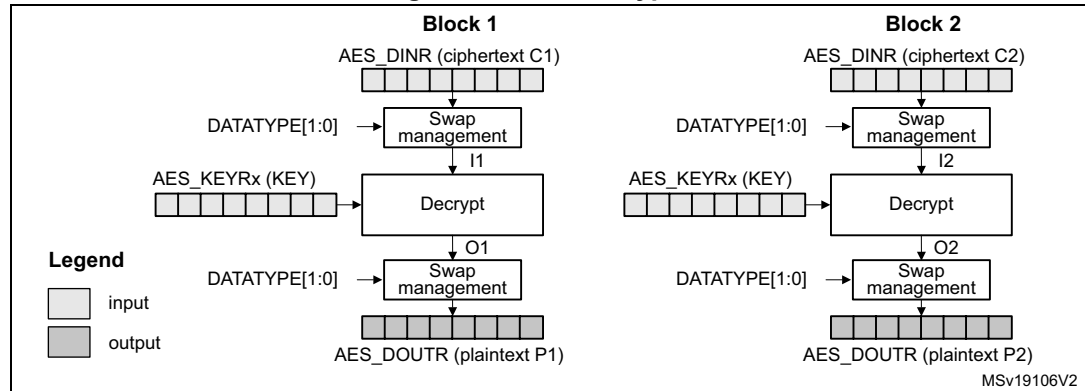 Block 1
AES_DINR (ciphertext C1)
DATATYPE[1:0]
Swap
management
I1
AES_KEYRx (KEY)
Decrypt
O1
DATATYPE[1:0]
Swap
management
AES_DOUTR (plaintext P1)
Block 2
AES_DINR (ciphertext C2)
DATATYPE[1:0]
Swap
management
I2
AES_KEYRx (KEY)
Decrypt
O2
DATATYPE[1:0]
Swap
management
AES_DOUTR (plaintext P2)
Legend
input
output
MSv19106V2